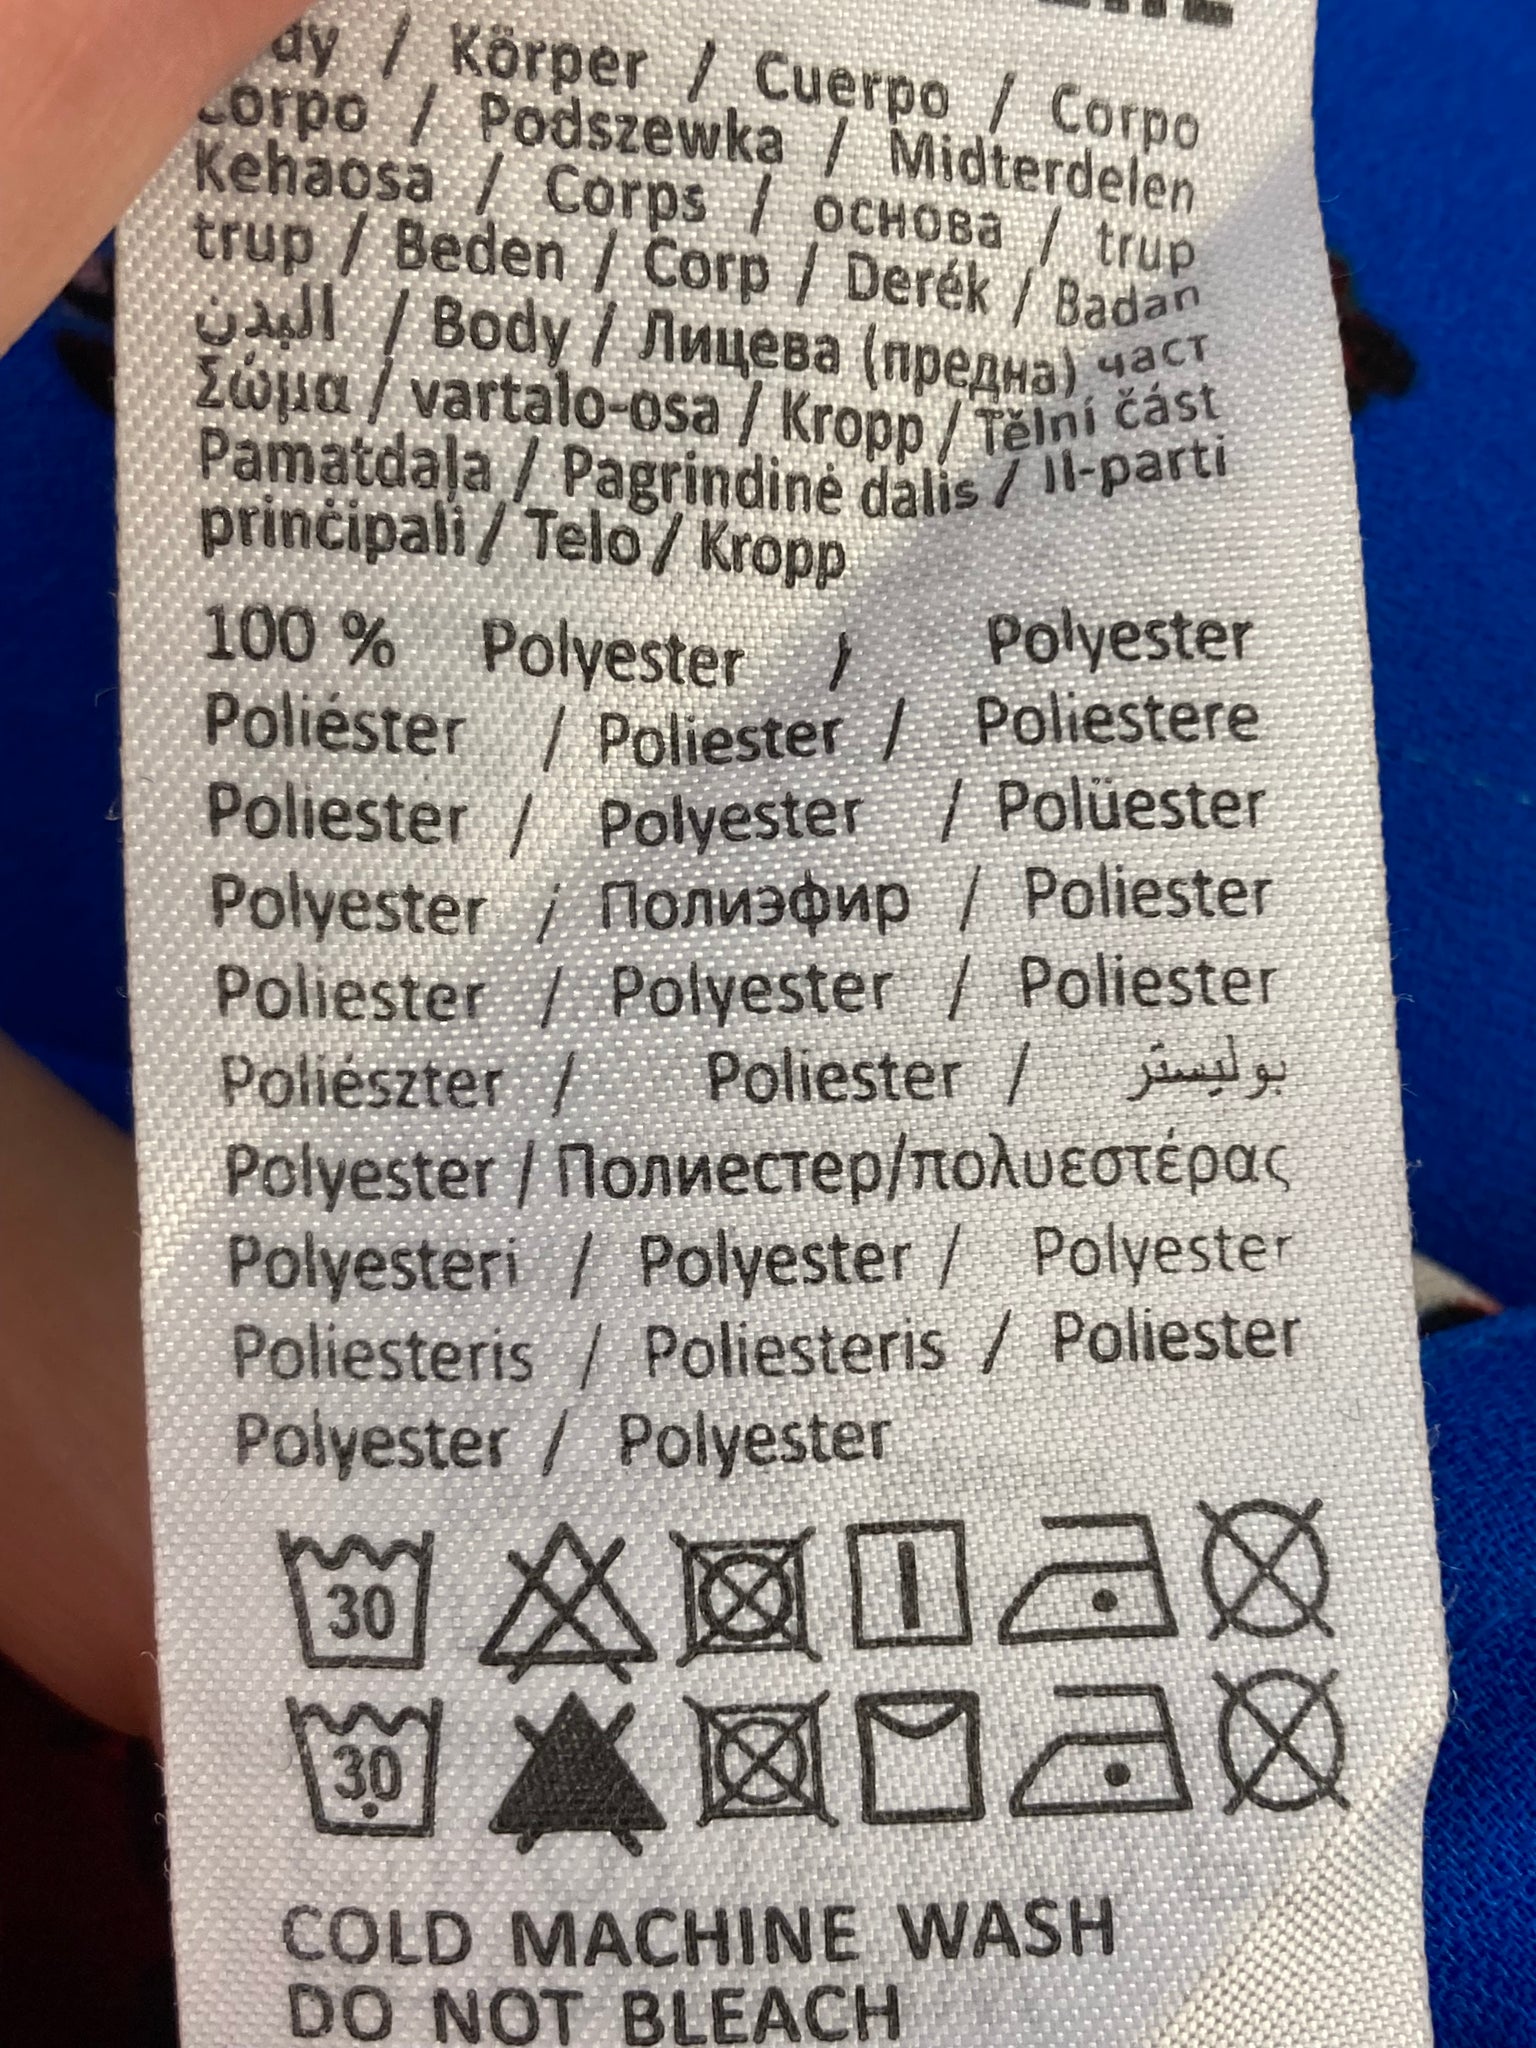 / Körper / Cuerpo / Corpo
corpo / Podszewka / Midterdelen
Kehaosa / Corps / основа / trup
trup / Beden / Corp / Derék / Badan
البدن / Body / Лицева (предна) част
Σώμα / vartalo-osa / Kropp / Tělní část
Pamatdaļa / Pagrindinė dalis / Il-parti
prinċipali / Telo / Kropp
100 % Polyester / Polyester
Poliéster / Poliester / Poliestere
Poliester / Polyester / Polüester
Polyester / Полиэфир / Poliester
Poliester / Polyester / Poliester
Poliészter / Poliester / بوليستر
Polyester / Полиестер/πολυεστέρας
Polyesteri / Polyester / Polyester
Poliesteris / Poliesteris / Poliester
Polyester / Polyester
30
30
COLD MACHINE WASH
DO NOT BLEACH